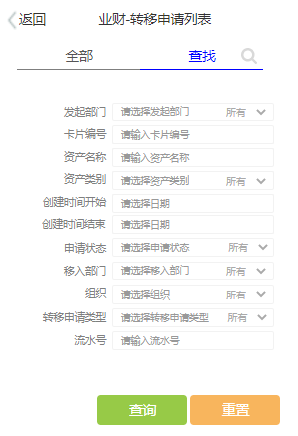 返回 业财-转移申请列表
全部 查找
发起部门 请选择发起部门 所有
卡片编号 请输入卡片编号
资产名称 请输入资产名称
资产类别 请选择资产类别 所有
创建时间开始 请选择日期
创建时间结束 请选择日期
申请状态 请选择申请状态 所有
移入部门 请选择移入部门 所有
组织 请选择组织 所有
转移申请类型 请选择转移申请类型 所有
流水号 请输入流水号
查询 重置